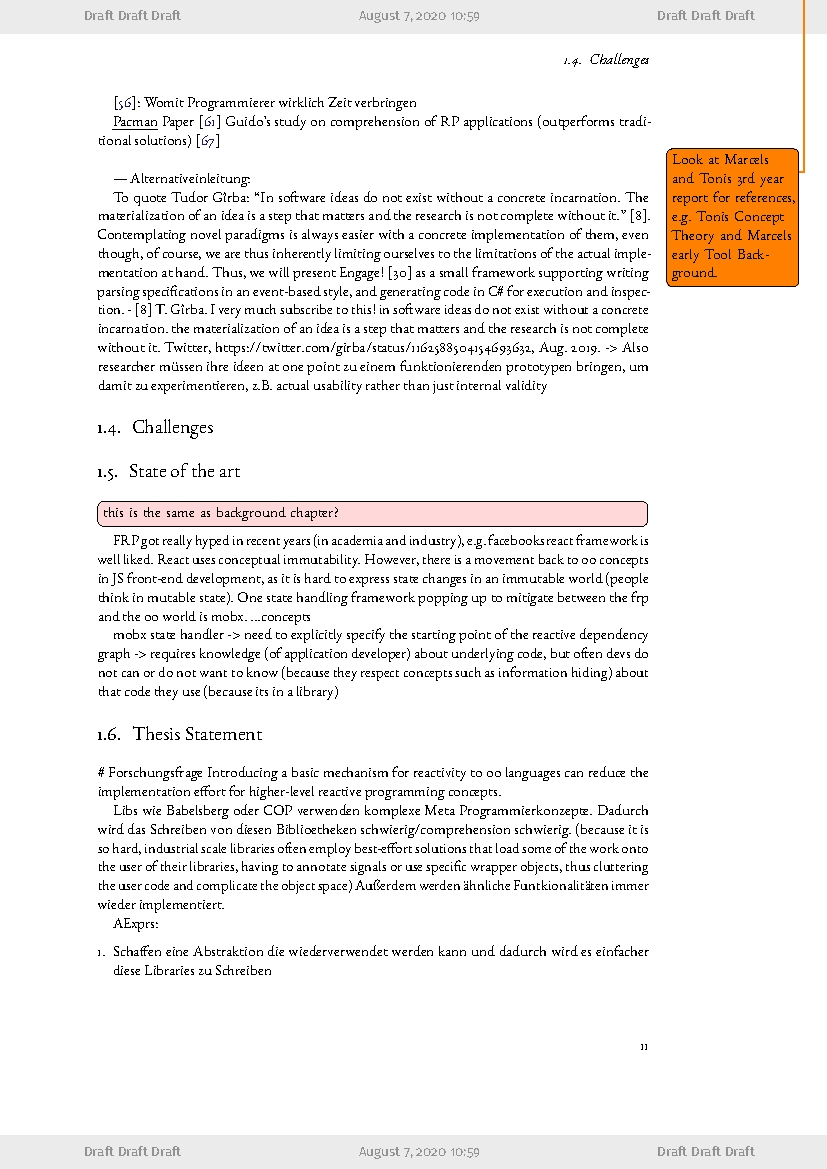 Draft Draft Draft August 7, 2020 10:59 Draft Draft Draft
1.4. Challenges
[56]: Womit Programmierer wirklich Zeit verbringen
Pacman Paper [61] Guido's study on comprehension of RP applications (outperforms tradi-
tional solutions) [67]
— Alternativeinleitung:
To quote Tudor Gîrba: “In software ideas do not exist without a concrete incarnation. The
materialization of an idea is a step that matters and the research is not complete without it.” [8].
Contemplating novel paradigms is always easier with a concrete implementation of them, even
though, of course, we are thus inherently limiting ourselves to the limitations of the actual imple-
mentation at hand. Thus, we will present Engage! [30] as a small framework supporting writing
parsing specifications in an event-based style, and generating code in C# for execution and inspec-
tion. - [8] T. Gîrba. I very much subscribe to this! in software ideas do not exist without a concrete
incarnation. the materialization of an idea is a step that matters and the research is not complete
without it. Twitter, https://twitter.com/girba/status/1162588504154693632, Aug. 2019. -> Also
researcher müssen ihre ideen at one point zu einem funktionierenden prototypen bringen, um
damit zu experimentieren, z.B. actual usability rather than just internal validity
Look at Marcels
and Tonis 3rd year
report for references,
e.g. Tonis Concept
Theory and Marcels
early Tool Back-
ground.
1.4. Challenges
1.5. State of the art
this is the same as background chapter?
FRP got really hyped in recent years (in academia and industry), e.g. facebooks react framework is
well liked. React uses conceptual immutability. However, there is a movement back to oo concepts
in JS front-end development, as it is hard to express state changes in an immutable world (people
think in mutable state). One state handling framework popping up to mitigate between the frp
and the oo world is mobx. ...concepts
mobx state handler -> need to explicitly specify the starting point of the reactive dependency
graph -> requires knowledge (of application developer) about underlying code, but often devs do
not can or do not want to know (because they respect concepts such as information hiding) about
that code they use (because its in a library)
1.6. Thesis Statement
# Forschungsfrage Introducing a basic mechanism for reactivity to oo languages can reduce the
implementation effort for higher-level reactive programming concepts.
Libs wie Babelsberg oder COP verwenden komplexe Meta Programmierkonzepte. Dadurch
wird das Schreiben von diesen Bibliotheken schwierig/comprehension schwierig. (because it is
so hard, industrial scale libraries often employ best-effort solutions that load some of the work onto
the user of their libraries, having to annotate signals or use specific wrapper objects, thus cluttering
the user code and complicate the object space) Außerdem werden ähnliche Funtkionalitäten immer
wieder implementiert.
AExprs:
1. Schaffen eine Abstraktion die wiederverwendet werden kann und dadurch wird es einfacher
diese Libraries zu Schreiben
11
Draft Draft Draft August 7, 2020 10:59 Draft Draft Draft